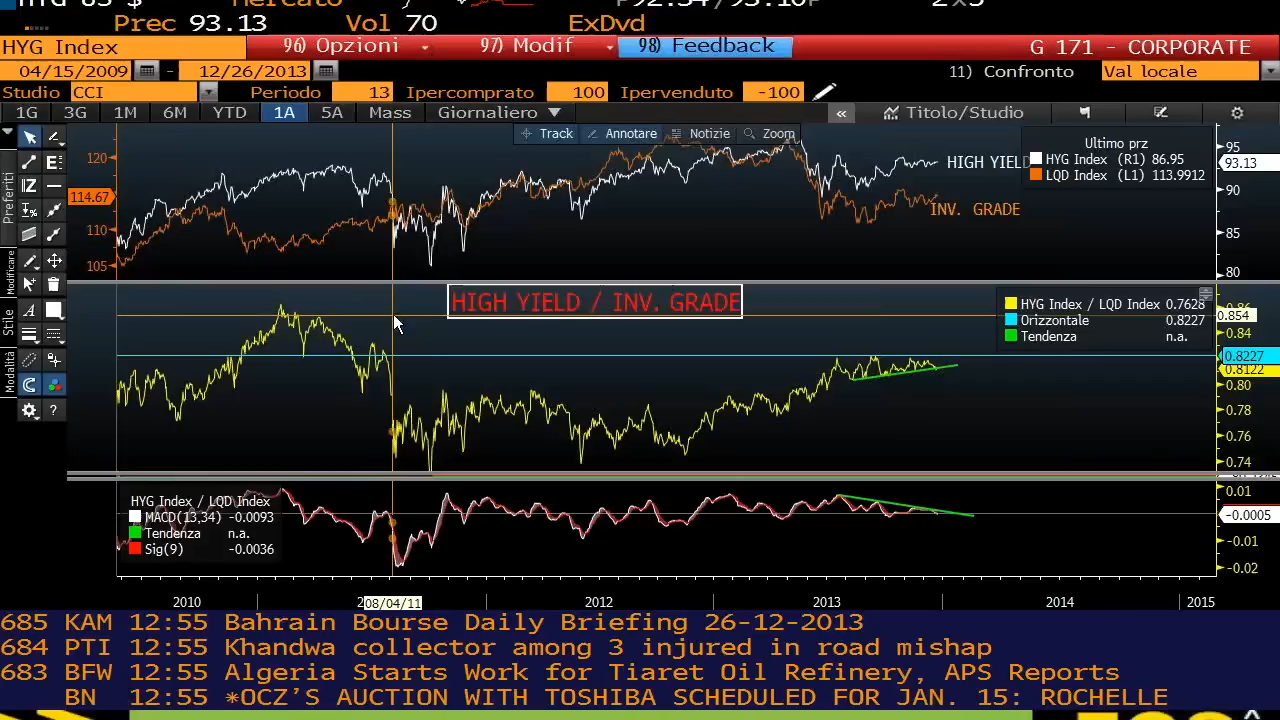 Prec 93.13 Vol 70 ExDvd
HYG Index 96) Opzioni 97) Modif 98) Feedback G 171 - CORPORATE
04/15/2009 - 12/26/2013 11) Confronto Val locale
Studio CCI Periodo 13 Ipercomprato 100 Ipervenduto -100
1G 3G 1M 6M YTD 1A 5A Mass Giornaliero « Titolo/Studio
Track Annotare Notizie Zoom
Preferiti
Modificare
Stile
Modalità
120
114.67
110
105
HIGH YIELD
INV. GRADE
Ultimo prz
HYG Index (R1) 86.95
LQD Index (L1) 113.9912
95
93.13
90
85
80
HIGH YIELD / INV. GRADE
HYG Index / LQD Index 0.7628
Orizzontale 0.8227
Tendenza n.a.
0.86
0.854
0.84
0.8227
0.8122
0.80
0.78
0.76
0.74
HYG Index / LQD Index
MACD(13,34) -0.0093
Tendenza n.a.
Sig(9) -0.0036
0.01
-0.0005
-0.01
-0.02
2010 08/04/11 2012 2013 2014 2015
685 KAM 12:55 Bahrain Bourse Daily Briefing 26-12-2013
684 PTI 12:55 Khandwa collector among 3 injured in road mishap
683 BFW 12:55 Algeria Starts Work for Tiaret Oil Refinery, APS Reports
BN 12:55 *OCZ'S AUCTION WITH TOSHIBA SCHEDULED FOR JAN. 15: ROCHELLE